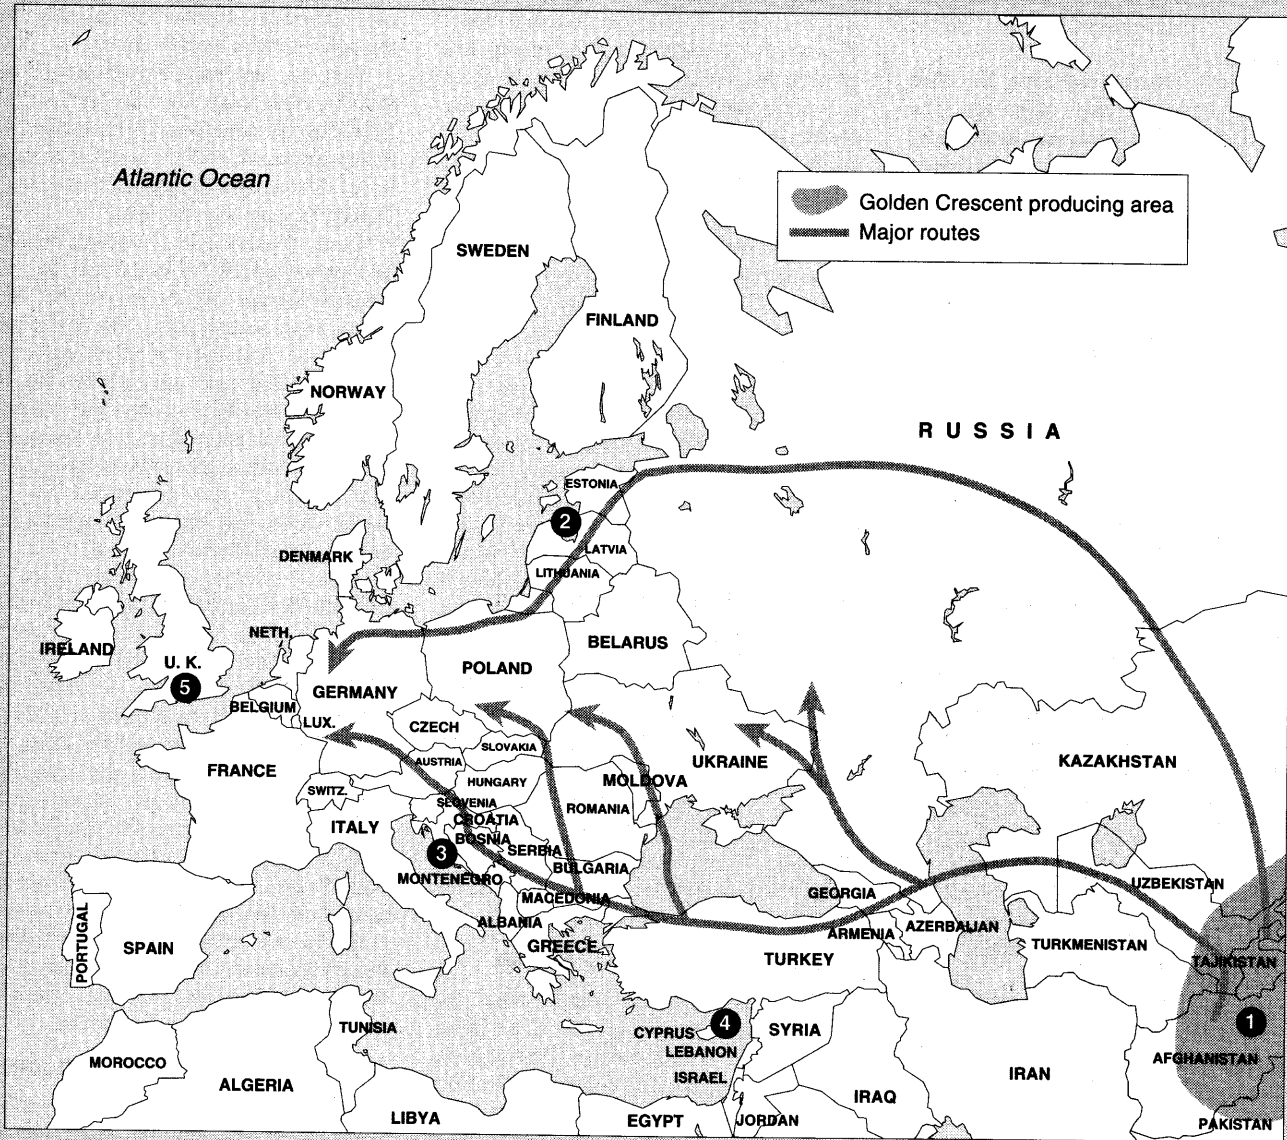 Atlantic Ocean
Golden Crescent producing area
Major routes
SWEDEN
FINLAND
NORWAY
RUSSIA
ESTONIA
2
LATVIA
DENMARK
LITHUANIA
NETH.
IRELAND
BELARUS
U. K.
POLAND
5
GERMANY
BELGIUM
LUX.
CZECH
SLOVAKIA
AUSTRIA
UKRAINE
KAZAKHSTAN
FRANCE
HUNGARY
MOLDOVA
SWITZ.
SLOVENIA
ROMANIA
ITALY
CROATIA
BOSNIA
3
SERBIA
BULGARIA
MONTENEGRO
GEORGIA
UZBEKISTAN
MACEDONIA
ALBANIA
PORTUGAL
SPAIN
GREECE
ARMENIA
AZERBAIJAN
TURKMENISTAN
TURKEY
TAJIKISTAN
TUNISIA
CYPRUS
4
SYRIA
1
LEBANON
MOROCCO
AFGHANISTAN
ALGERIA
ISRAEL
IRAN
IRAQ
LIBYA
EGYPT
JORDAN
PAKISTAN